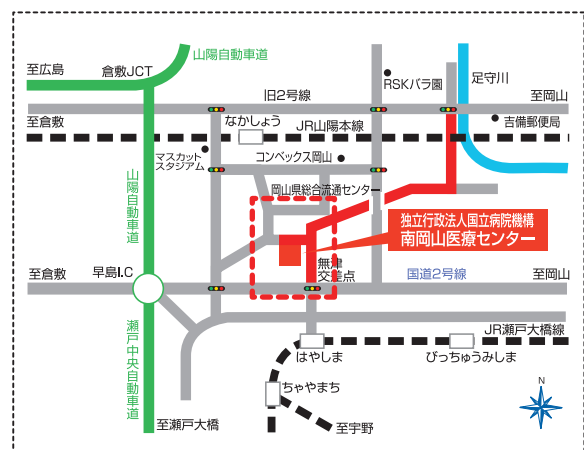 山陽自動車道
至広島
倉敷JCT
RSKバラ園
足守川
旧2号線
至岡山
至倉敷
なかしょう
JR山陽本線
吉備郵便局
マスカット
スタジアム
コンベックス岡山
岡山県総合流通センター
山陽自動車道
独立行政法人国立病院機構
南岡山医療センター
無津
交差点
至倉敷
早島I.C
国道2号線
至岡山
瀬戸中央自動車道
JR瀬戸大橋線
はやしま
びっちゅうみしま
ちゃやまち
至瀬戸大橋
至宇野
N